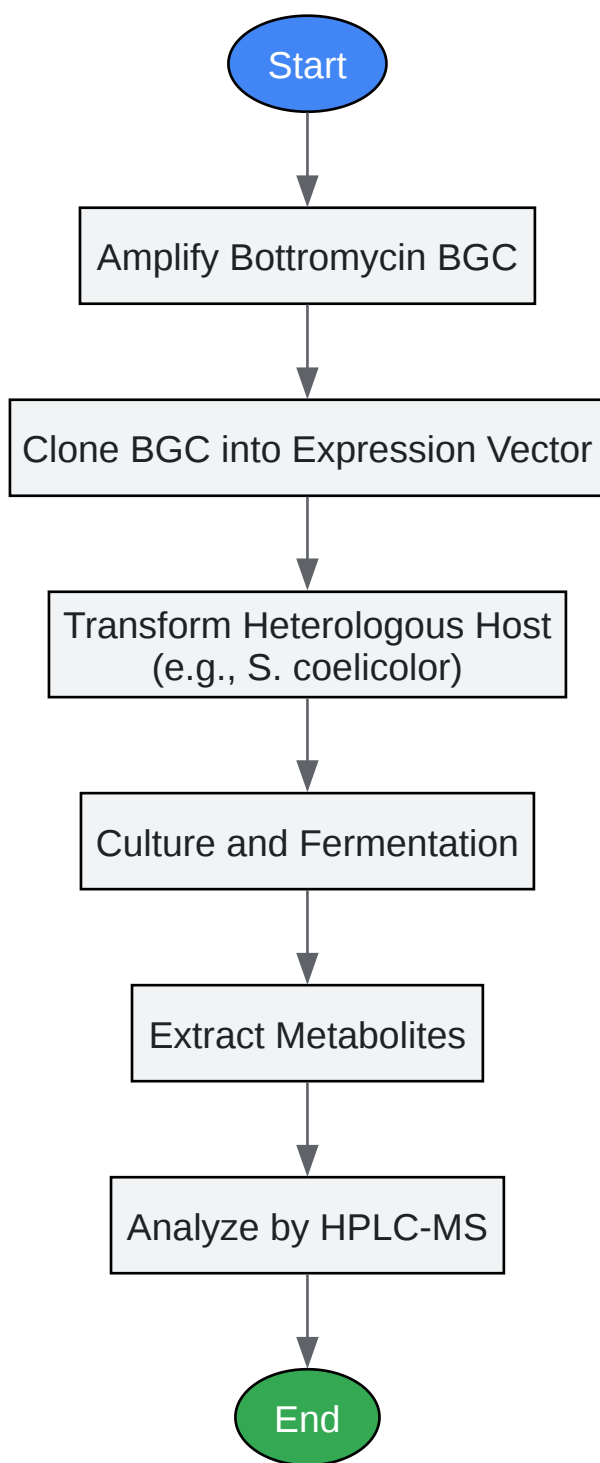 Start
Amplify Bottromycin BGC
Clone BGC into Expression Vector
Transform Heterologous Host
(e.g., S. coelicolor)
Culture and Fermentation
Extract Metabolites
Analyze by HPLC-MS
End